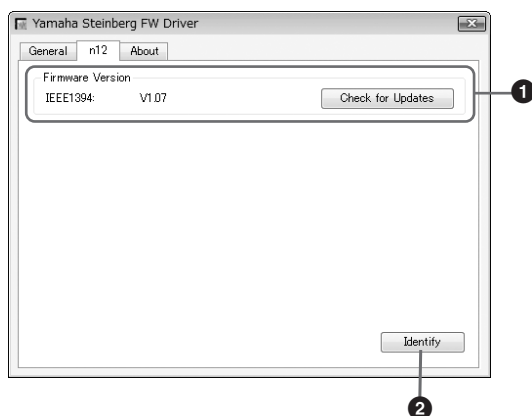 Yamaha Steinberg FW Driver
General n12 About
Firmware Version
IEEE1394: V1.07 Check for Updates
1
Identify
2